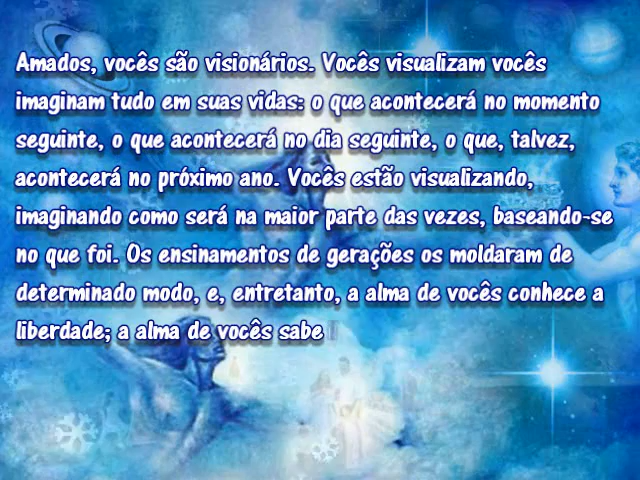 Amados, vocês são visionários. Vocês visualizam vocês
imaginam tudo em suas vidas: o que acontecerá no momento
seguinte, o que acontecerá no dia seguinte, o que, talvez,
acontecerá no próximo ano. Vocês estão visualizando,
imaginando como será na maior parte das vezes, baseando-se
no que foi. Os ensinamentos de gerações os moldaram de
determinado modo, e, entretanto, a alma de vocês conhece a
liberdade; a alma de vocês sabe